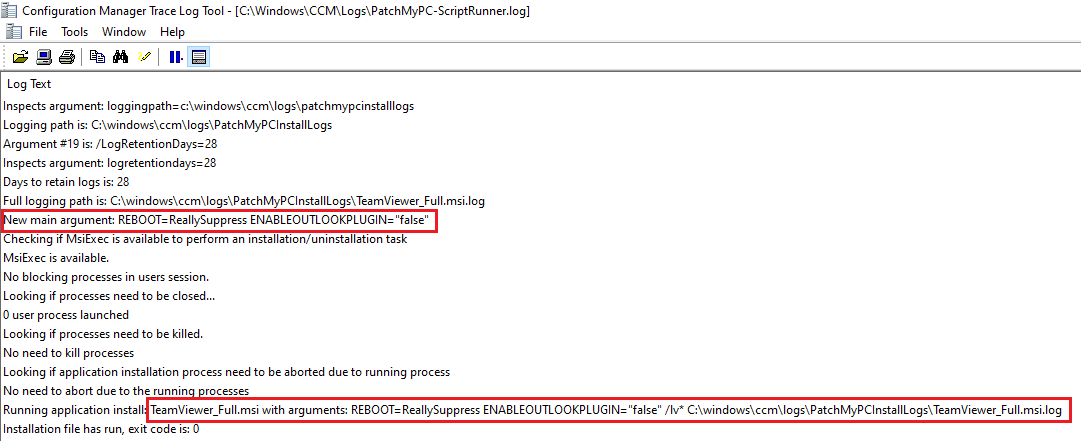 Configuration Manager Trace Log Tool - [C:\Windows\CCM\Logs\PatchMyPC-ScriptRunner.log]
File Tools Window Help
Log Text
Inspects argument: loggingpath=c:\windows\ccm\logs\patchmypcinstalllogs
Logging path is: C:\windows\ccm\logs\PatchMyPCInstallLogs
Argument #19 is: /LogRetentionDays=28
Inspects argument: logretentiondays=28
Days to retain logs is: 28
Full logging path is: C:\windows\ccm\logs\PatchMyPCInstallLogs\TeamViewer_Full.msi.log
New main argument: REBOOT=ReallySuppress ENABLEOUTLOOKPLUGIN="false"
Checking if MsiExec is available to perform an installation/uninstallation task
MsiExec is available.
No blocking processes in users session.
Looking if processes need to be closed...
0 user process launched
Looking if processes need to be killed.
No need to kill processes
Looking if application installation process need to be aborted due to running process
No need to abort due to the running processes
Running application install: TeamViewer_Full.msi with arguments: REBOOT=ReallySuppress ENABLEOUTLOOKPLUGIN="false" /lv* C:\windows\ccm\logs\PatchMyPCInstallLogs\TeamViewer_Full.msi.log
Installation file has run, exit code is: 0